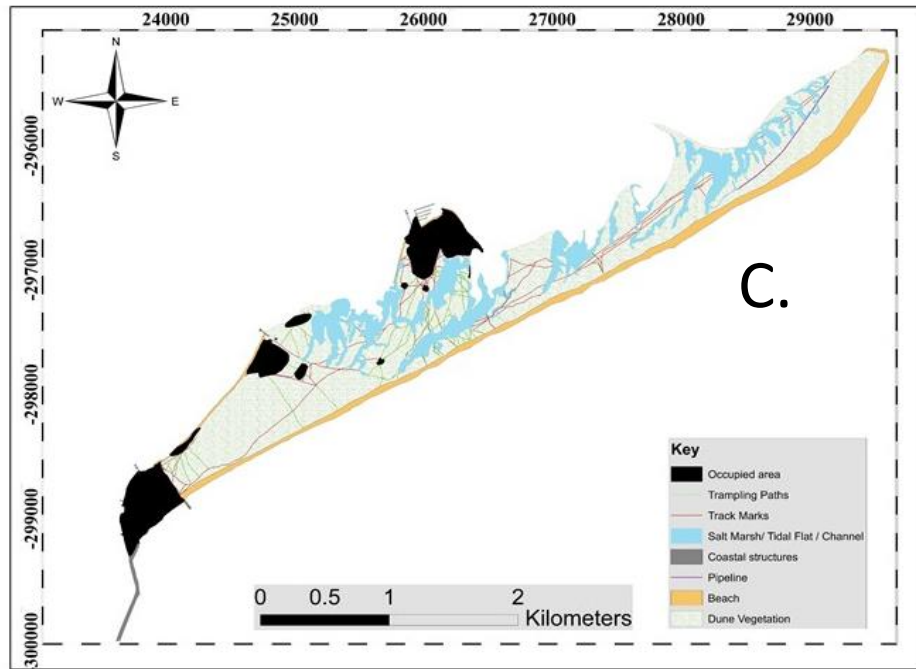 24000 25000 26000 27000 28000 29000
N
W E
S
-296000
-297000
-298000
-299000
-300000
C.
Key
Occupied area
Trampling Paths
Track Marks
Salt Marsh/ Tidal Flat / Channel
Coastal structures
Pipeline
Beach
Dune Vegetation
0 0.5 1 2
Kilometers